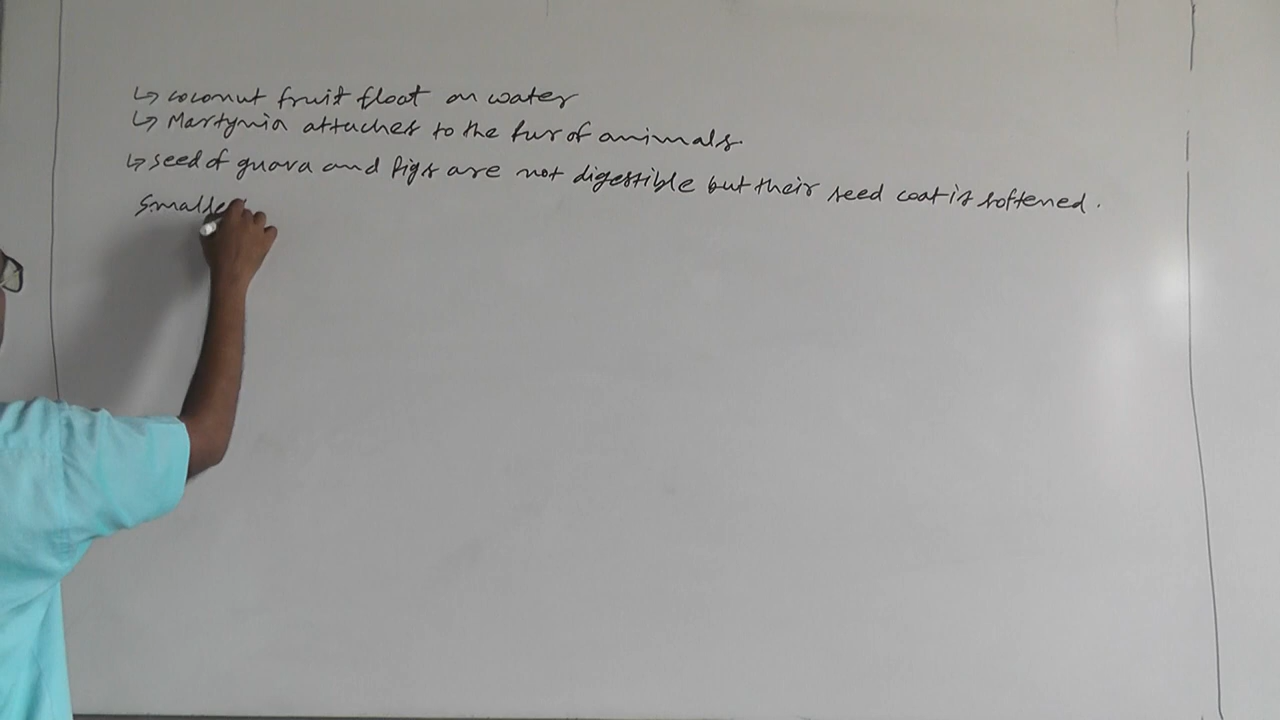 ↳ coconut fruit float on water
↳ Martynia attaches to the fur of animals.
↳ seed of guava and figs are not digestible but their seed coat is softened.
Smalle